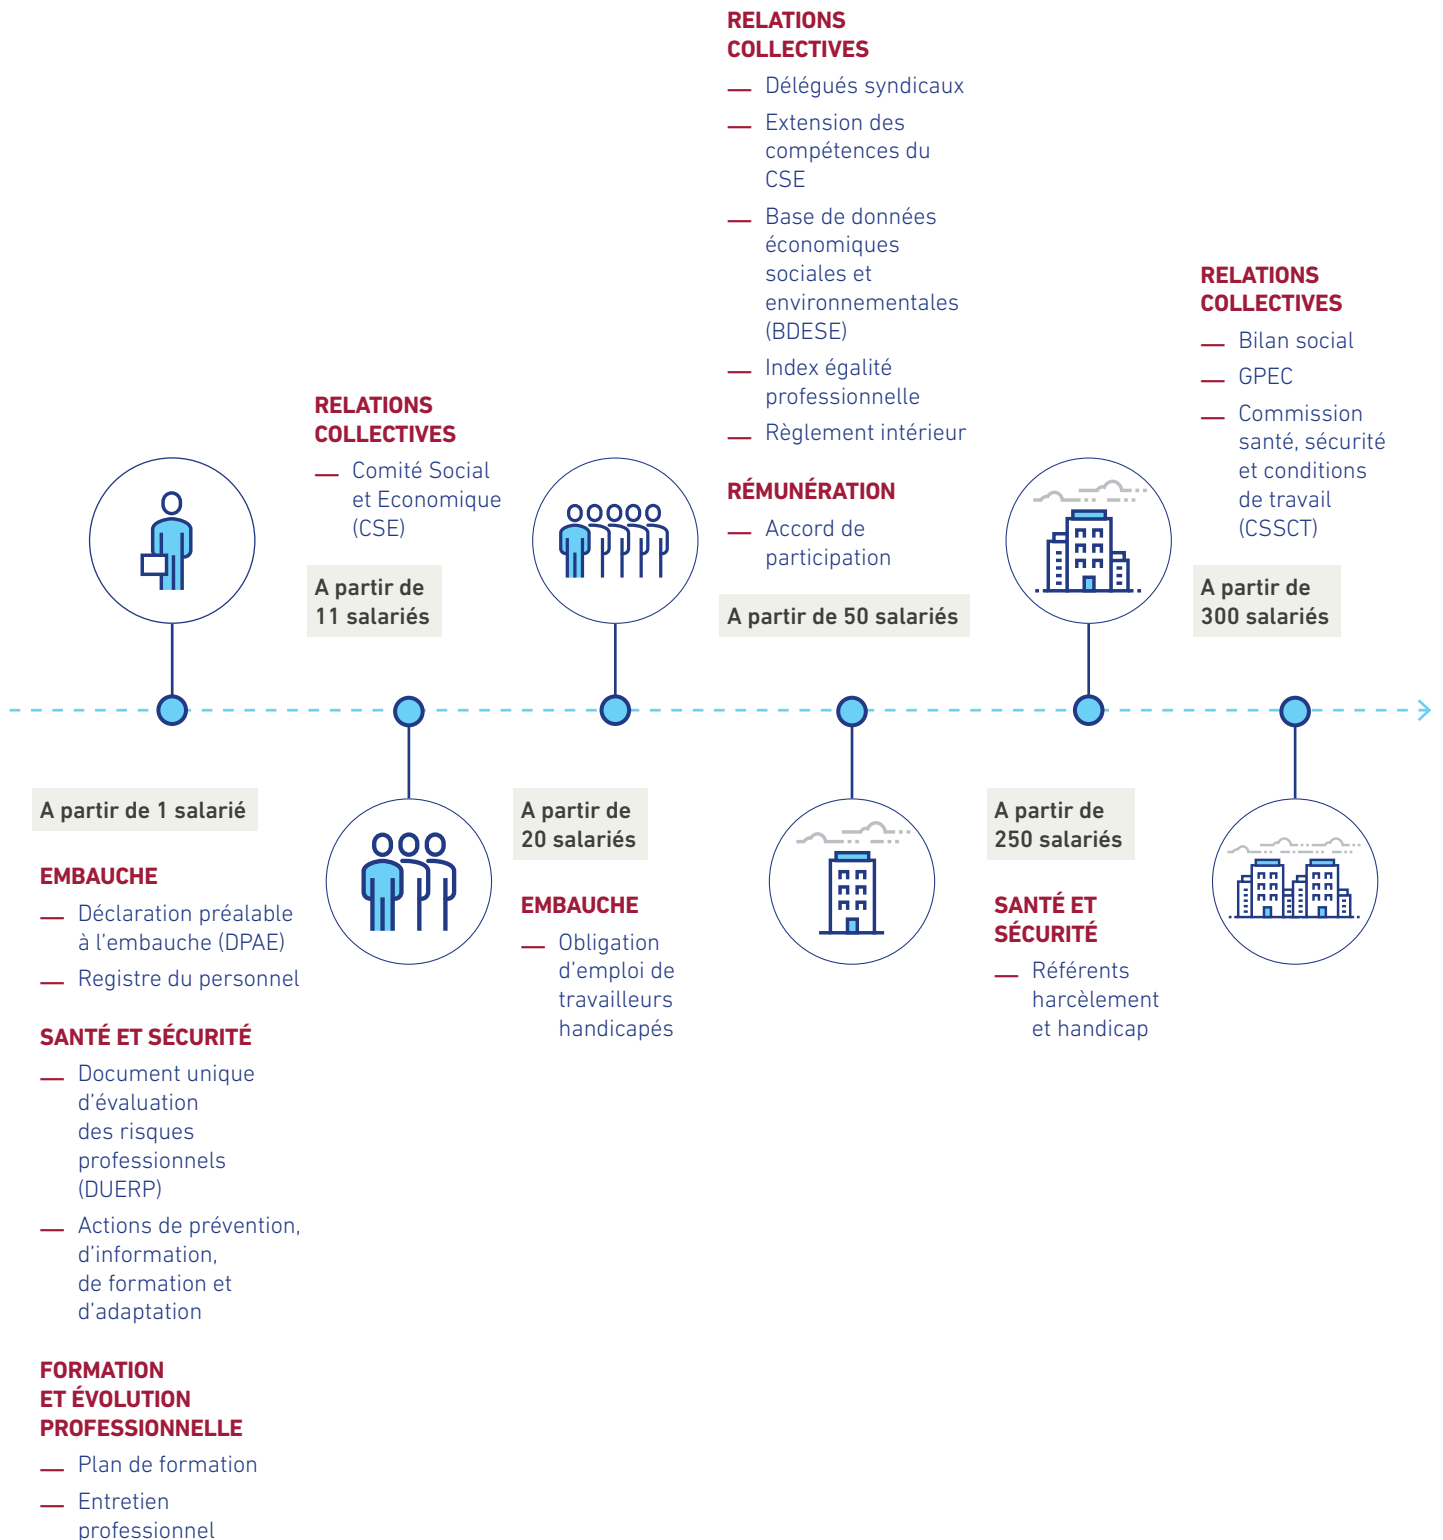 A partir de 1 salarié
EMBAUCHE
— Déclaration préalable
à l’embauche (DPAE)
— Registre du personnel
SANTÉ ET SÉCURITÉ
— Document unique
d’évaluation
des risques
professionnels
(DUERP)
— Actions de prévention,
d’information,
de formation et
d’adaptation
FORMATION
ET ÉVOLUTION
PROFESSIONNELLE
— Plan de formation
— Entretien
professionnel
RELATIONS
COLLECTIVES
— Comité Social
et Economique
(CSE)
A partir de
11 salariés
A partir de
20 salariés
EMBAUCHE
— Obligation
d’emploi de
travailleurs
handicapés
RELATIONS
COLLECTIVES
— Délégués syndicaux
— Extension des
compétences du
CSE
— Base de données
économiques
sociales et
environnementales
(BDESE)
— Index égalité
professionnelle
— Règlement intérieur
RÉMUNÉRATION
— Accord de
participation
A partir de 50 salariés
A partir de
250 salariés
SANTÉ ET
SÉCURITÉ
— Référents
harcèlement
et handicap
RELATIONS
COLLECTIVES
— Bilan social
— GPEC
— Commission
santé, sécurité
et conditions
de travail
(CSSCT)
A partir de
300 salariés